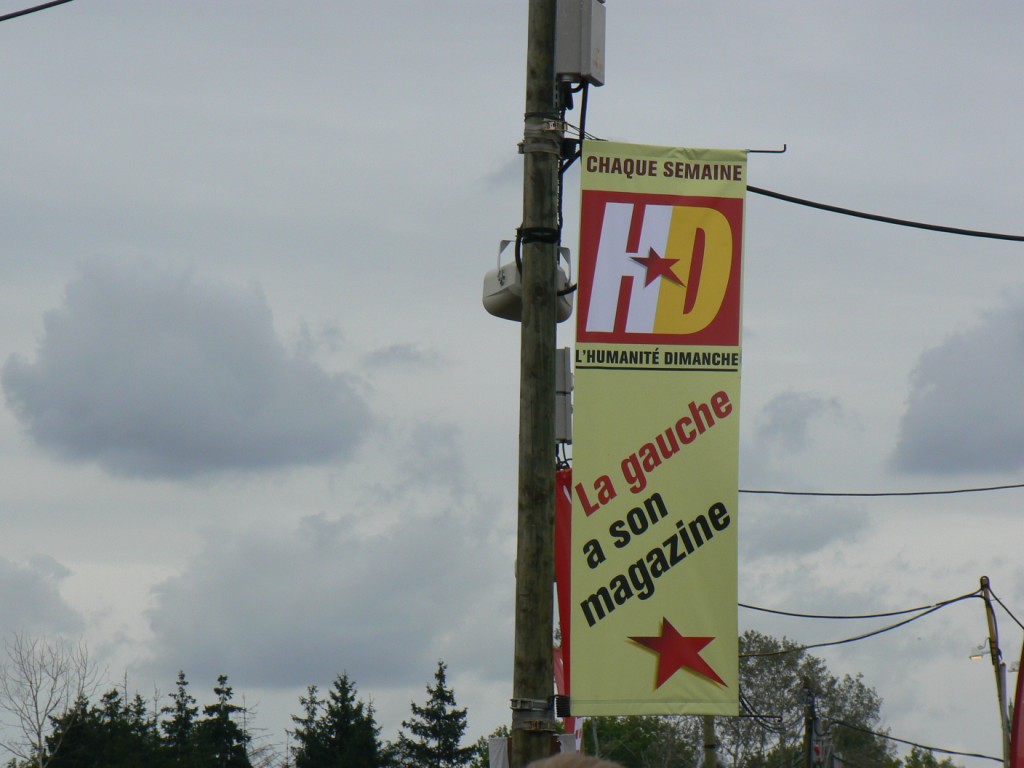 CHAQUE SEMAINE
HD
L'HUMANITÉ DIMANCHE
La gauche
a son
magazine